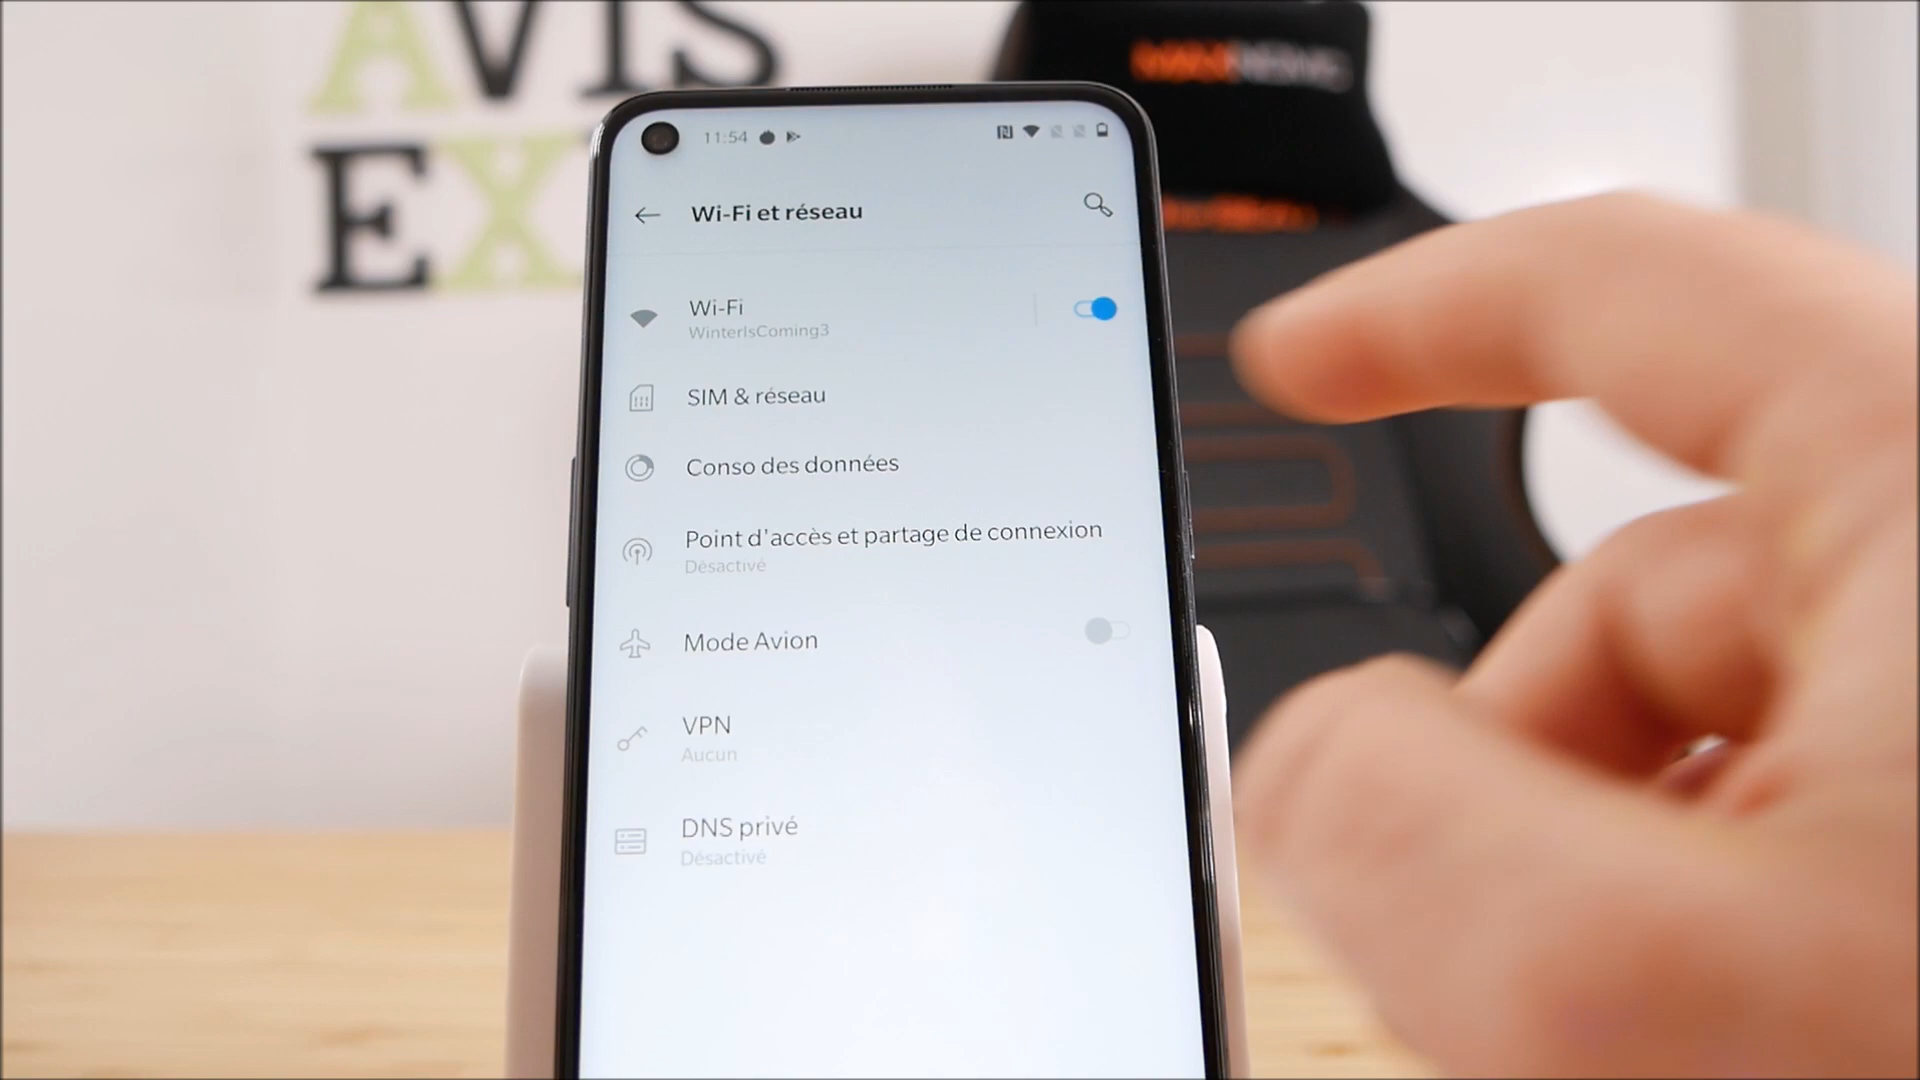 AVIS
EX
11:54
Wi-Fi et réseau
Wi-Fi
WinterIsComing3
SIM & réseau
Conso des données
Point d'accès et partage de connexion
Désactivé
Mode Avion
VPN
Aucun
DNS privé
Désactivé